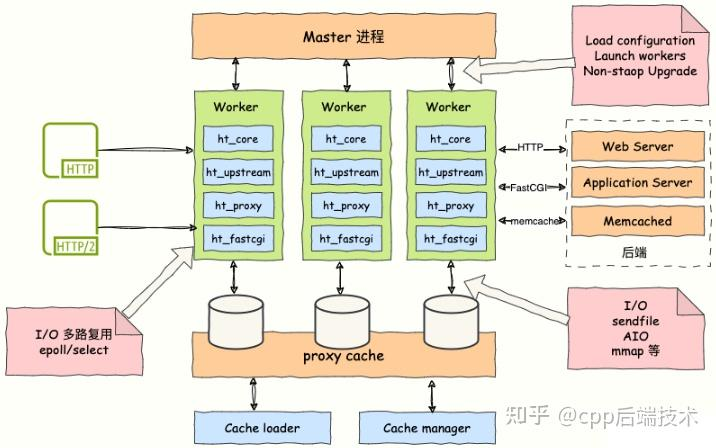 Master 进程
Load configuration
Launch workers
Non-staop Upgrade
Worker
Worker
Worker
ht_core
ht_core
ht_core
ht_upstream
ht_upstream
ht_upstream
ht_proxy
ht_proxy
ht_proxy
ht_fastcgi
ht_fastcgi
ht_fastcgi
HTTP
HTTP/2
HTTP
FastCGI
memcache
Web Server
Application Server
Memcached
后端
I/O 多路复用
epoll/select
I/O
sendfile
AIO
mmap 等
proxy cache
Cache loader
Cache manager
知乎 @cpp后端技术